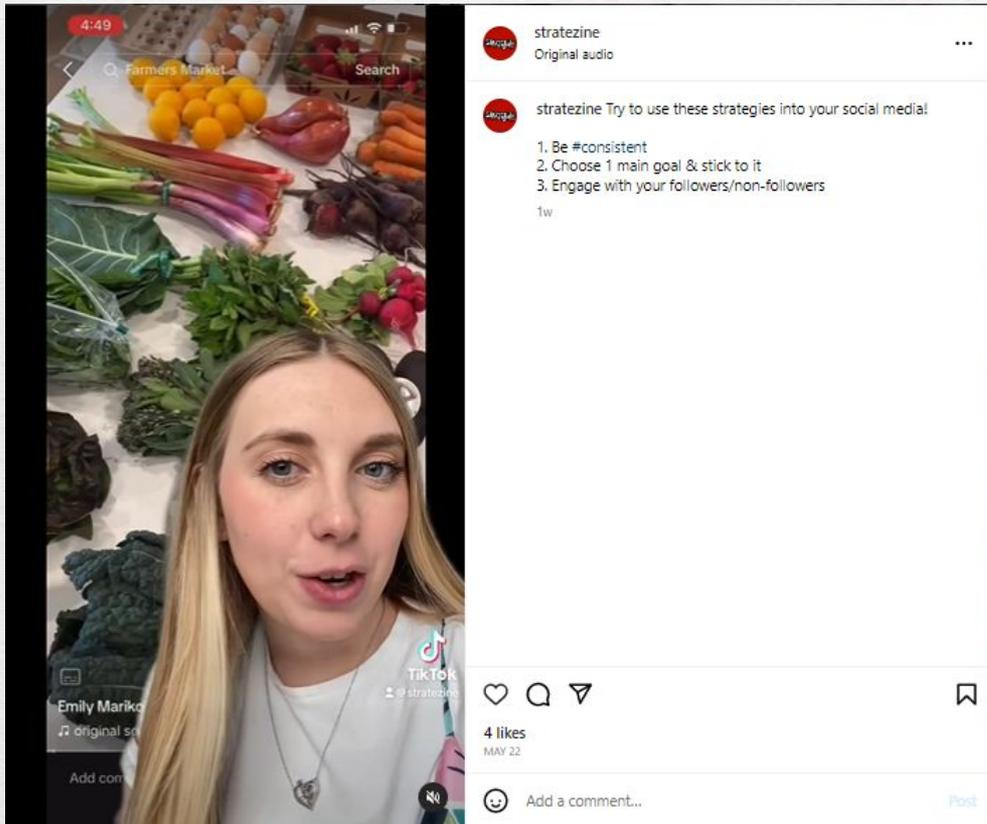 4:49
Farmers Market
Search
Emily Mariko
original so
Add com
TikTok
@stratezine
stratezine
Original audio
stratezine Try to use these strategies into your social media!
1. Be #consistent
2. Choose 1 main goal & stick to it
3. Engage with your followers/non-followers
1w
4 likes
MAY 22
Add a comment...
Post